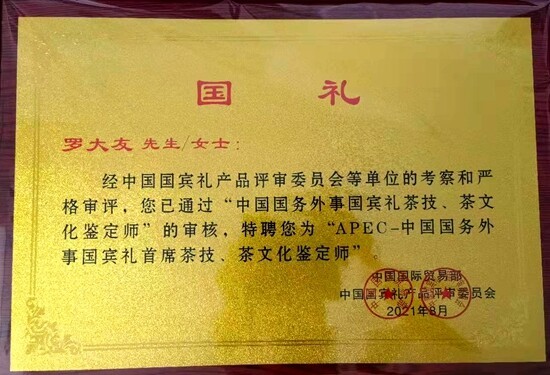 国 礼
罗大友 先生/女士：
经中国国宾礼产品评审委员会等单位的考察和严
格审评，您已通过“中国国务外事国宾礼茶技、茶文
化鉴定师”的审核，特聘您为“APEC-中国国务外
事国宾礼首席茶技、茶文化鉴定师”。
中国国际贸易部
中国国宾礼产品评审委员会
2021年8月